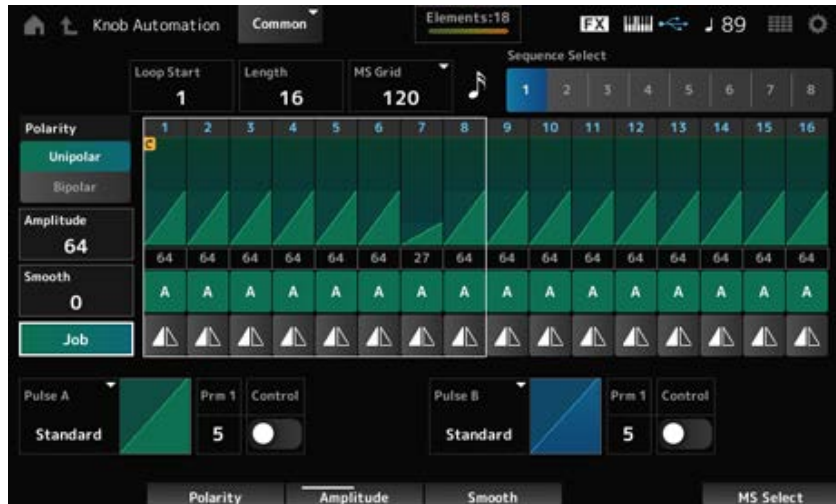 Knob Automation Common Elements:18 FX ♩ 89
Sequence Select
Loop Start Length MS Grid
1 16 120 1 2 3 4 5 6 7 8
Polarity 1 2 3 4 5 6 7 8 9 10 11 12 13 14 15 16
C
Unipolar
Bipolar
Amplitude
64
64 64 64 64 64 64 27 64 64 64 64 64 64 64 64 64
Smooth
0
A A A A A A A A A A A A A A A A
Job
Pulse A Prm 1 Control Pulse B Prm 1 Control
Standard 5 Standard 5
Polarity Amplitude Smooth MS Select